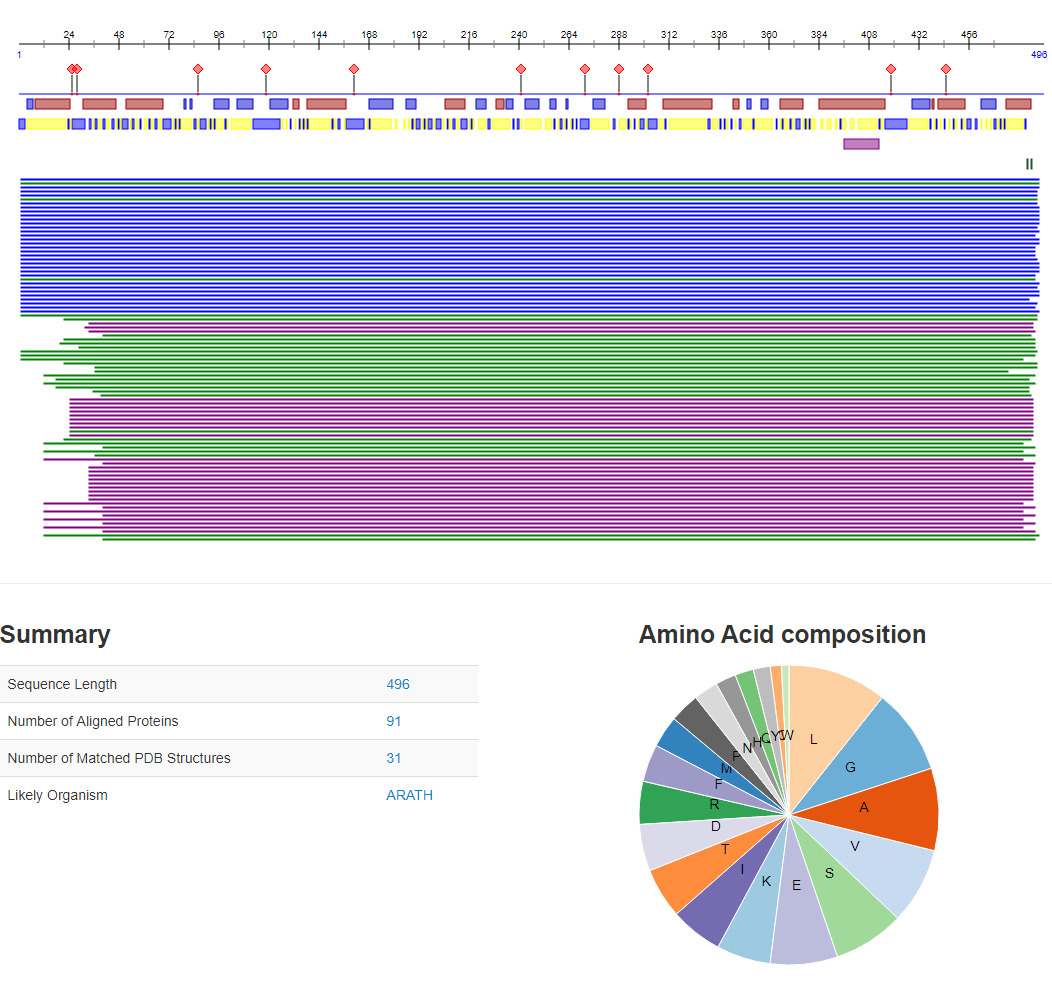 24 48 72 96 120 144 168 192 216 240 264 288 312 336 360 384 408 432 456
1 496
Summary
Amino Acid composition
Sequence Length 496
Number of Aligned Proteins 91
Number of Matched PDB Structures 31
Likely Organism ARATH
L
G
A
V
S
E
K
I
T
D
R
F
M
P
N
H
Q
Y
C
W